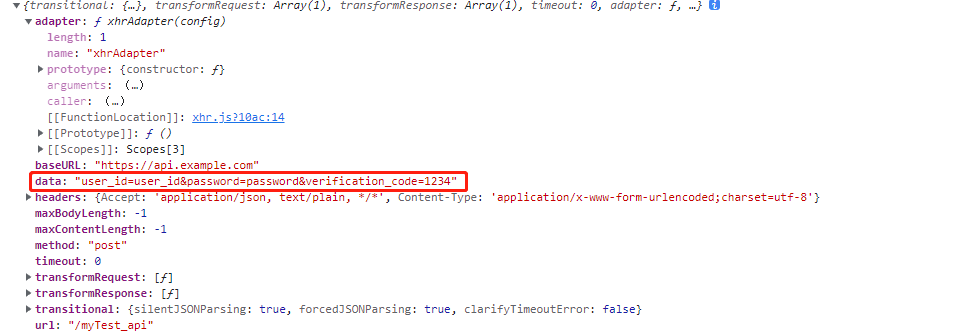 {transitional: {…}, transformRequest: Array(1), transformResponse: Array(1), timeout: 0, adapter: ƒ, …} i
adapter: ƒ xhrAdapter(config)
length: 1
name: "xhrAdapter"
prototype: {constructor: ƒ}
arguments: (…)
caller: (…)
[[FunctionLocation]]: xhr.js?10ac:14
[[Prototype]]: ƒ ()
[[Scopes]]: Scopes[3]
baseURL: "https://api.example.com"
data: "user_id=user_id&password=password&verification_code=1234"
headers: {Accept: 'application/json, text/plain, */*', Content-Type: 'application/x-www-form-urlencoded;charset=utf-8'}
maxBodyLength: -1
maxContentLength: -1
method: "post"
timeout: 0
transformRequest: [ƒ]
transformResponse: [ƒ]
transitional: {silentJSONParsing: true, forcedJSONParsing: true, clarifyTimeoutError: false}
url: "/myTest_api"